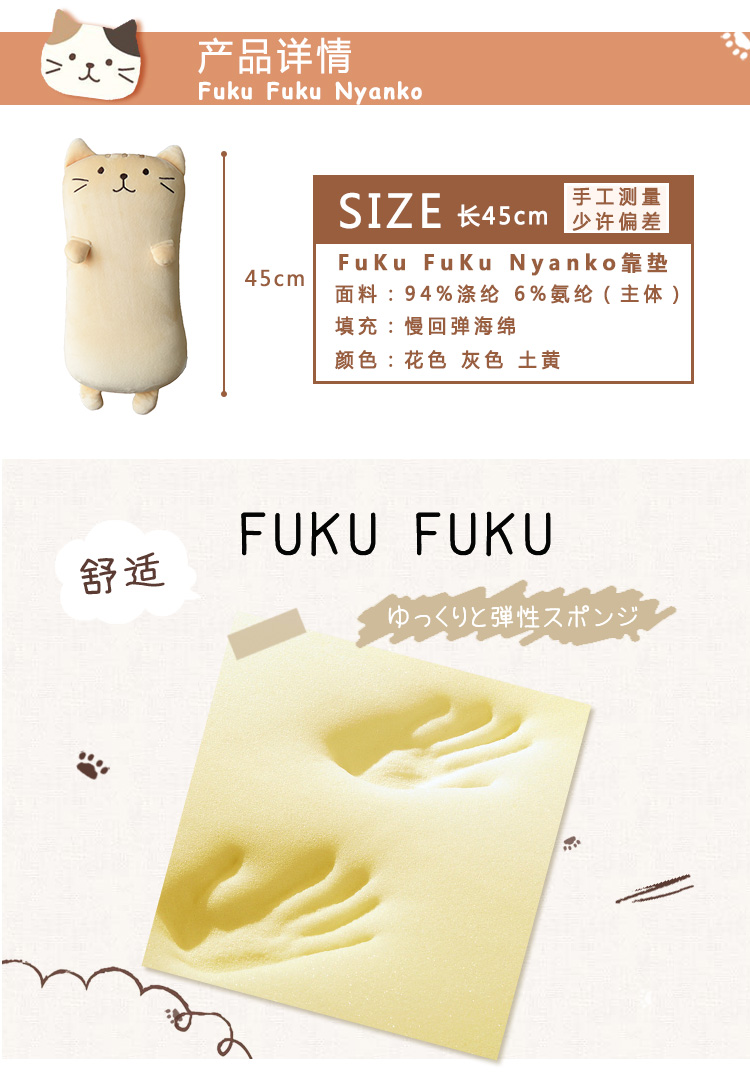 产品详情
Fuku Fuku Nyanko
45cm
SIZE 长45cm
手工测量
少许偏差
FuKu FuKu Nyanko靠垫
面料：94%涤纶 6%氨纶（主体）
填充：慢回弹海绵
颜色：花色 灰色 土黄
FUKU FUKU
舒适
ゆっくりと弾性スポンジ